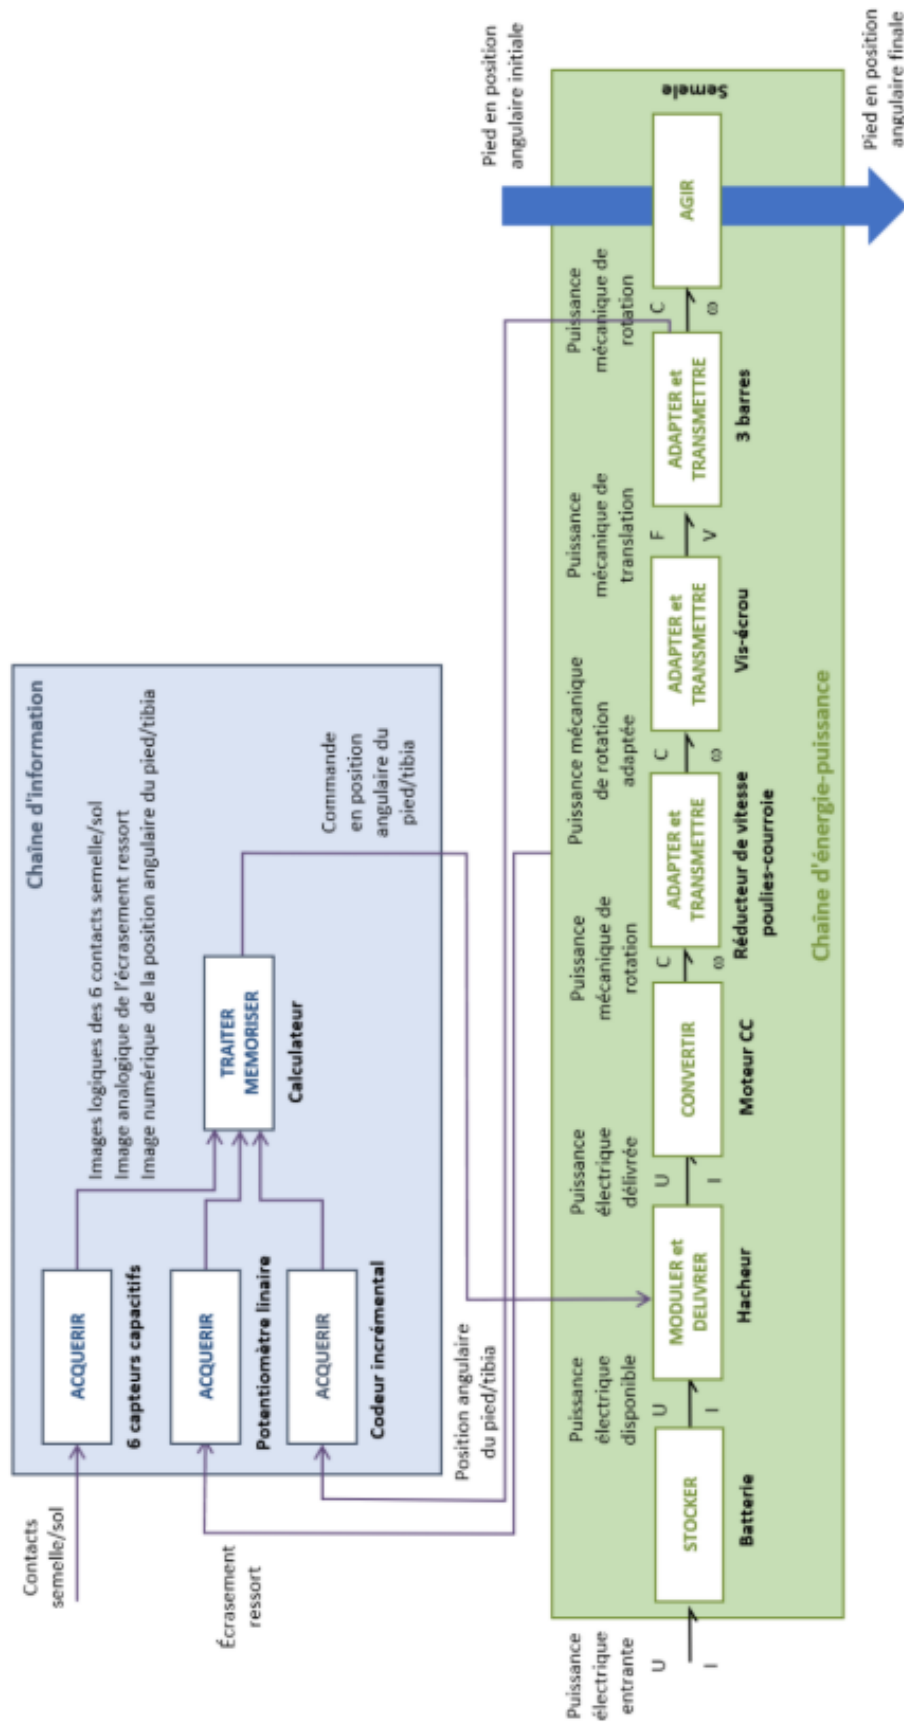 Chaîne d'information
Contacts
semelle/sol
ACQUERIR
6 capteurs capacitifs
Images logiques des 6 contacts semelle/sol
Image analogique de l'écrasement ressort
Image numérique de la position angulaire du pied/tibia
Écrasement
ressort
ACQUERIR
Potentiomètre linaire
ACQUERIR
Codeur incrémental
TRAITER
MEMORISER
Calculateur
Commande
en position
angulaire du
pied/tibia
Position angulaire
du pied/tibia
Pied en position
angulaire initiale
Puissance
électrique
entrante
U
I
STOCKER
Batterie
Puissance
électrique
disponible
U
I
MODULER et
DELIVRER
Hacheur
Puissance
électrique
délivrée
U
I
CONVERTIR
Moteur CC
Puissance
mécanique de
rotation
C
ω
ADAPTER et
TRANSMETTRE
Réducteur de vitesse
poulies-courroie
Puissance mécanique
de rotation
adaptée
C
ω
ADAPTER et
TRANSMETTRE
Vis-écrou
Puissance
mécanique de
translation
F
V
ADAPTER et
TRANSMETTRE
3 barres
Puissance
mécanique de
rotation
C
ω
AGIR
Semele
Chaîne d'énergie-puissance
Pied en position
angulaire finale